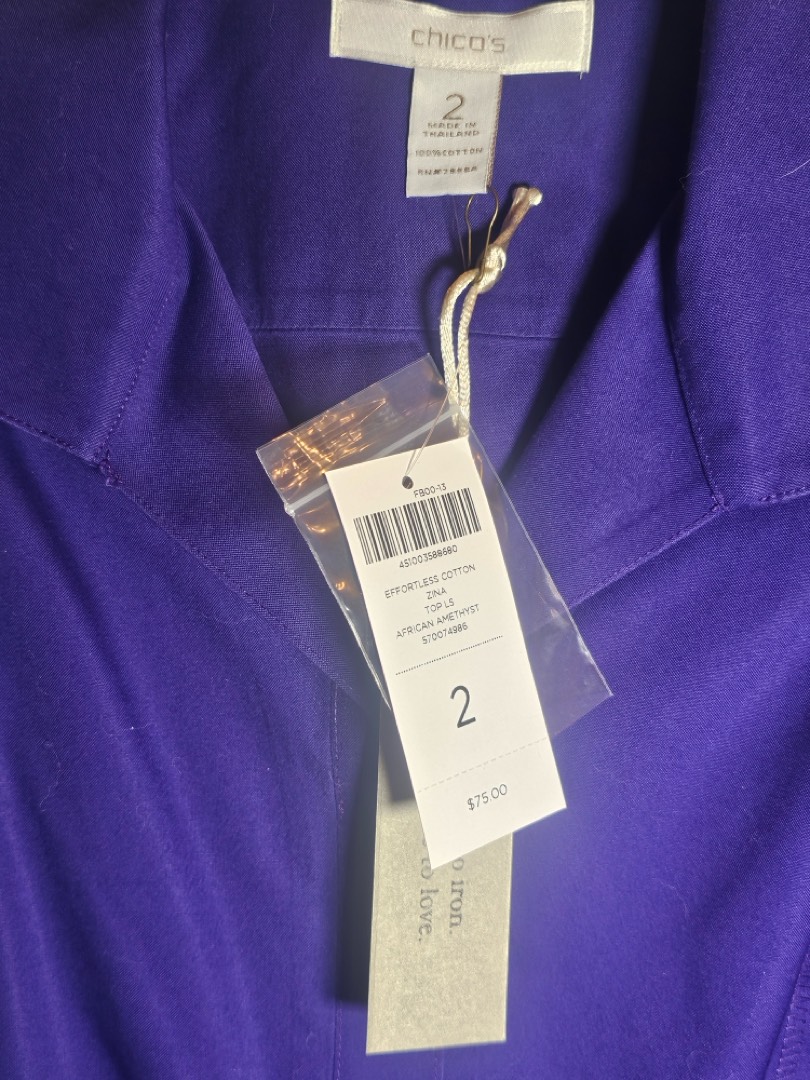 chico's
2
MADE IN
THAILAND
100% COTTON
FB00-13
451003588680
EFFORTLESS COTTON
ZINA
TOP LS
AFRICAN AMETHYST
570074986
2
$75.00
o iron.
to love.